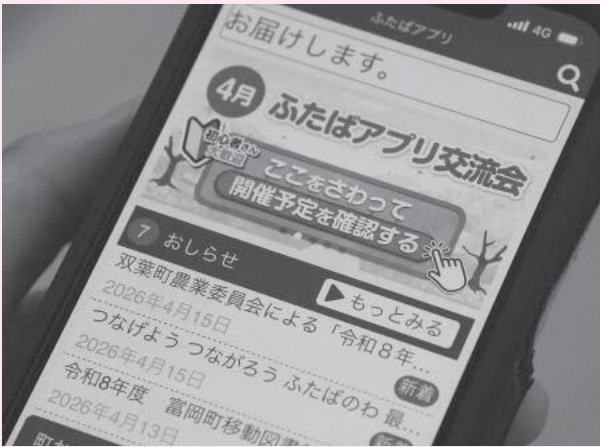 ふたばアプリ
4G
お届けします。
4月
ふたばアプリ交流会
初心者さん
大歓迎
ここをさわって
開催予定を確認する
7 おしらせ
もっとみる
双葉町農業委員会による「令和8年...
2026年4月15日
つなげよう つながろう ふたばのわ 最...
2026年4月15日
新着
令和8年度 富岡町移動図書
2026年4月13日